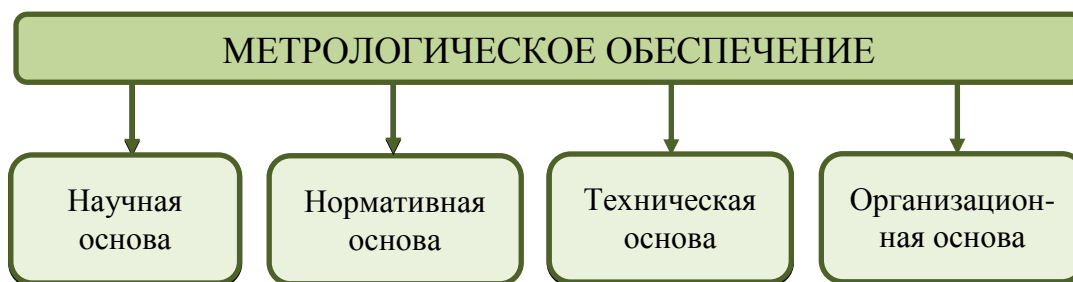 МЕТРОЛОГИЧЕСКОЕ ОБЕСПЕЧЕНИЕ
Научная
основа
Нормативная
основа
Техническая
основа
Организацион-
ная основа